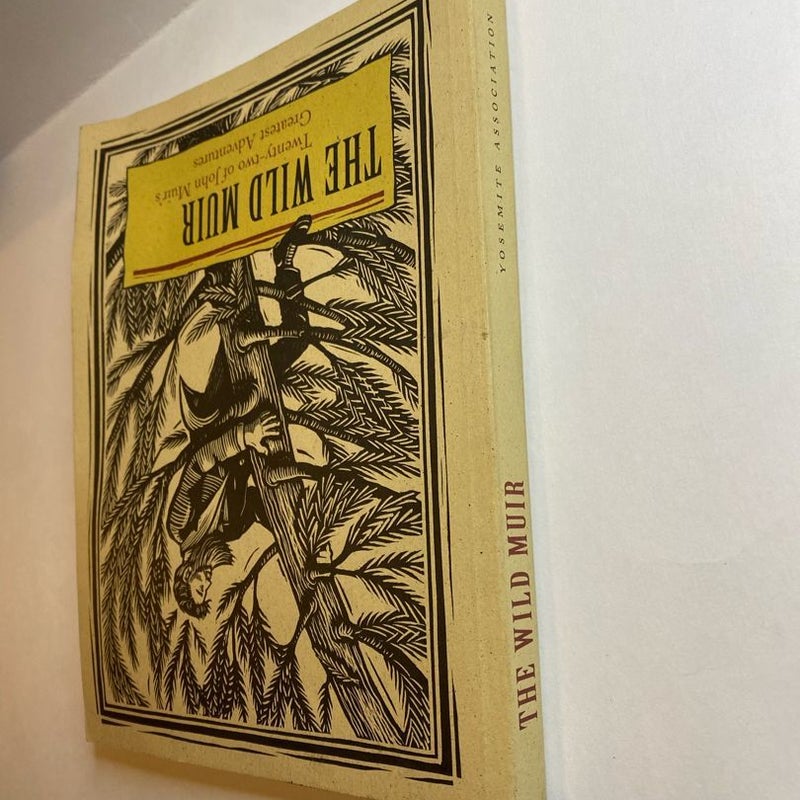 THE WILD MUIR
Twenty-two of John Muir's
Greatest Adventures
THE WILD MUIR
YOSEMITE ASSOCIATION